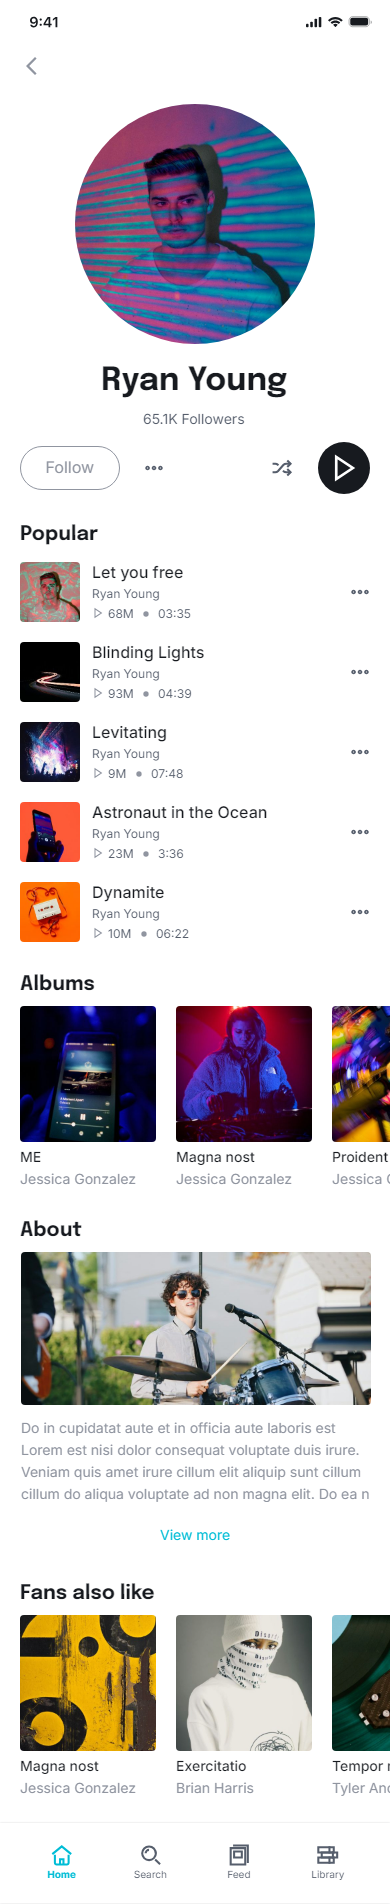 9:41
Ryan Young
65.1K Followers
Follow
Popular
Let you free
Ryan Young
68M • 03:35
Blinding Lights
Ryan Young
93M • 04:39
Levitating
Ryan Young
9M • 07:48
Astronaut in the Ocean
Ryan Young
23M • 3:36
Dynamite
Ryan Young
10M • 06:22
Albums
ME Magna nost Proident
Jessica Gonzalez Jessica Gonzalez Jessica
About
Do in cupidatat aute et in officia aute laboris est
Lorem est nisi dolor consequat voluptate duis irure.
Veniam quis amet irure cillum elit aliquip sunt cillum
cillum do aliqua voluptate ad non magna elit. Do ea n
View more
Fans also like
Magna nost Exercitatio Tempor
Jessica Gonzalez Brian Harris Tyler
Home Search Feed Library